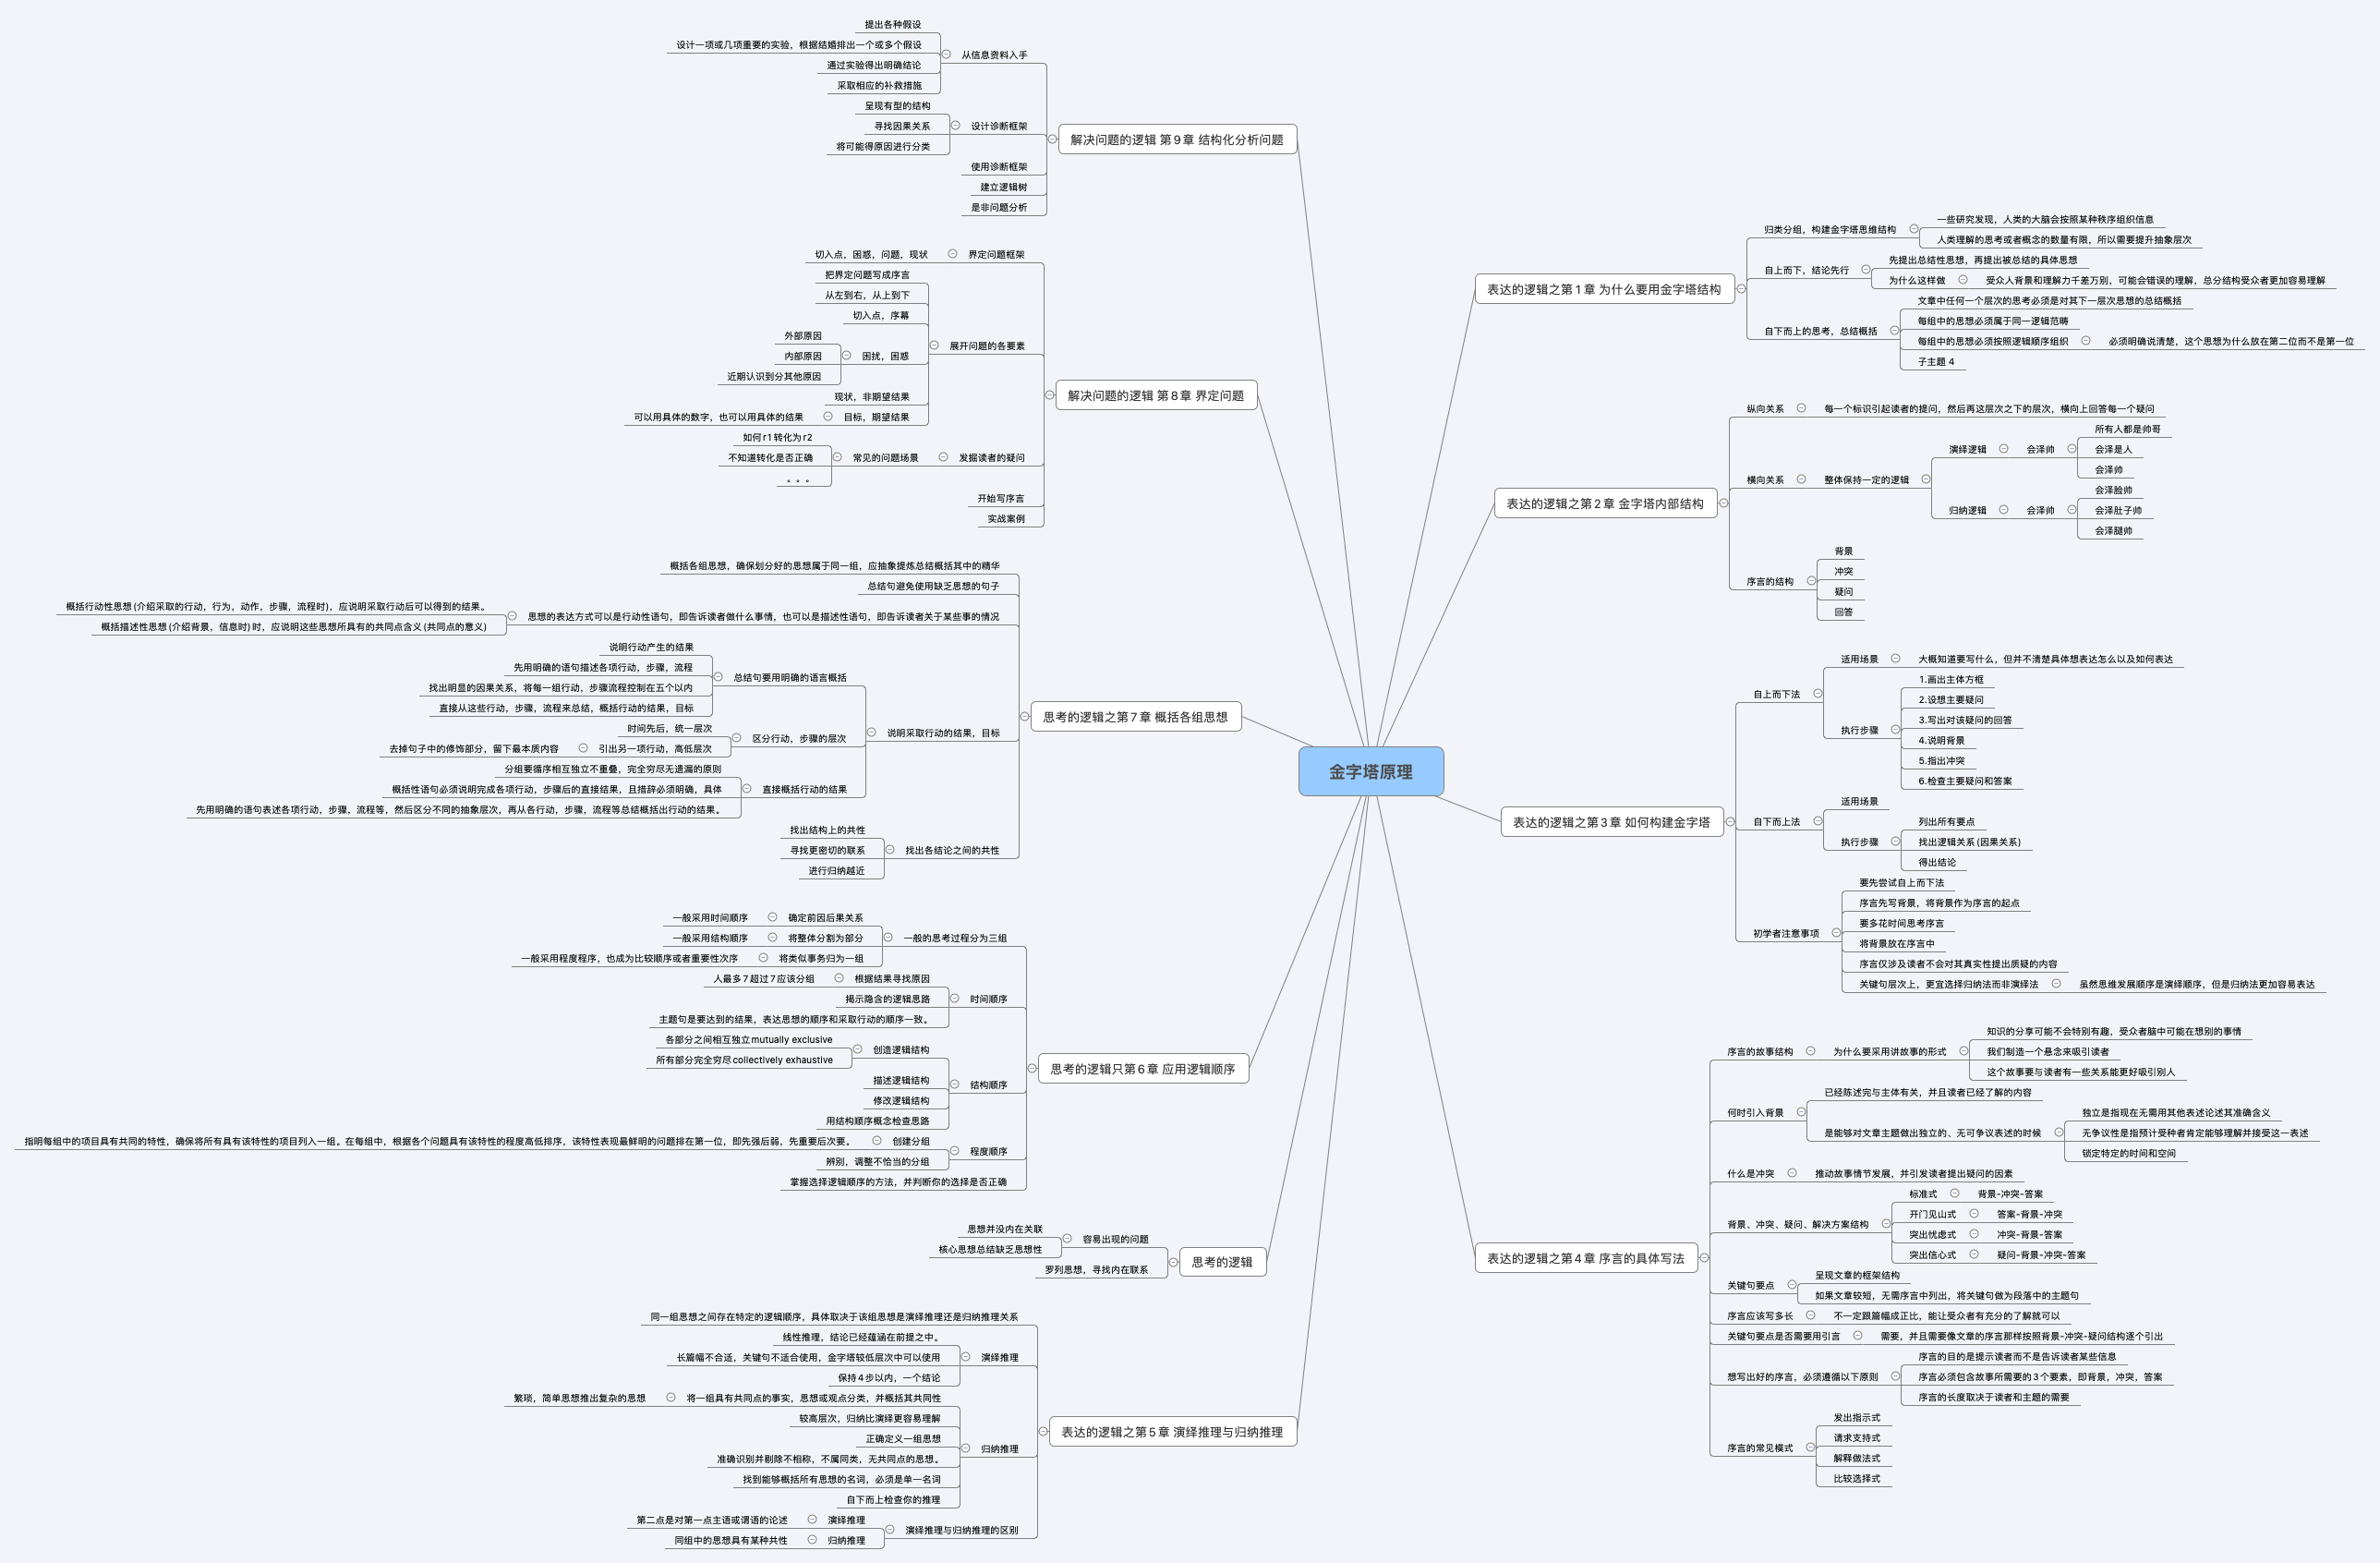 金字塔原理
表达的逻辑之第1章 为什么要用金字塔结构
归类分组，构建金字塔思维结构
一些研究发现，人类的大脑会按照某种秩序组织信息
人类理解的思考或者概念的数量有限，所以需要提升抽象层次
自上而下，结论先行
先提出总结性思想，再提出被总结的具体思想
为什么这样做
受众人背景和理解力千差万别，可能会错误的理解，总分结构受众者更加容易理解
自下而上的思考，总结概括
文章中任何一个层次的思考必须是对其下一层次思想的总结概括
每组中的思想必须属于同一逻辑范畴
每组中的思想必须按照逻辑顺序组织
必须明确说清楚，这个思想为什么放在第二位而不是第一位
子主题 4
表达的逻辑之第2章 金字塔内部结构
纵向关系
每一个标识引起读者的提问，然后再这层次之下的层次，横向上回答每一个疑问
横向关系
整体保持一定的逻辑
演绎逻辑
会泽帅
所有人都是帅哥
会泽是人
会泽帅
归纳逻辑
会泽帅
会泽脸帅
会泽肚子帅
会泽腿帅
序言的结构
背景
冲突
疑问
回答
表达的逻辑之第3章 如何构建金字塔
自上而下法
适用场景
大概知道要写什么，但并不清楚具体想表达怎么以及如何表达
执行步骤
1.画出主体方框
2.设想主要疑问
3.写出对该疑问的回答
4.说明背景
5.指出冲突
6.检查主要疑问和答案
自下而上法
适用场景
执行步骤
列出所有要点
找出逻辑关系(因果关系)
得出结论
初学者注意事项
要先尝试自上而下法
序言先写背景，将背景作为序言的起点
要多花时间思考序言
将背景放在序言中
序言仅涉及读者不会对其真实性提出质疑的内容
关键句层次上，更宜选择归纳法而非演绎法
虽然思维发展顺序是演绎顺序，但是归纳法更加容易表达
表达的逻辑之第4章 序言的具体写法
序言的故事结构
为什么要采用讲故事的形式
知识的分享可能不会特别有趣，受众者脑中可能在想别的事情
我们制造一个悬念来吸引读者
这个故事要与读者有一些关系能更好吸引别人
何时引入背景
已经陈述完与主体有关，并且读者已经了解的内容
是能够对文章主题做出独立的、无可争议表述的时候
独立是指现在无需用其他表述论述其准确含义
无争议性是指预计受种者肯定能够理解并接受这一表述
锁定特定的时间和空间
什么是冲突
推动故事情节发展，并引发读者提出疑问的因素
背景、冲突、疑问、解决方案结构
标准式
背景-冲突-答案
开门见山式
答案-背景-冲突
突出忧虑式
冲突-背景-答案
突出信心式
疑问-背景-冲突-答案
关键句要点
呈现文章的框架结构
如果文章较短，无需序言中列出，将关键句做为段落中的主题句
序言应该写多长
不一定跟篇幅成正比，能让受众者有充分的了解就可以
关键句要点是否需要用引言
需要，并且需要像文章的序言那样按照背景-冲突-疑问结构逐个引出
想写出好的序言，必须遵循以下原则
序言的目的是提示读者而不是告诉读者某些信息
序言必须包含故事所需要的3个要素，即背景，冲突，答案
序言的长度取决于读者和主题的需要
序言的常见模式
发出指示式
请求支持式
解释做法式
比较选择式
解决问题的逻辑 第9章 结构化分析问题
从信息资料入手
提出各种假设
设计一项或几项重要的实验，根据结婚排出一个或多个假设
通过实验得出明确结论
采取相应的补救措施
设计诊断框架
呈现有型的结构
寻找因果关系
将可能得原因进行分类
使用诊断框架
建立逻辑树
是非问题分析
解决问题的逻辑 第8章 界定问题
界定问题框架
切入点，困惑，问题，现状
展开问题的各要素
把界定问题写成序言
从左到右，从上到下
切入点，序幕
困扰，困惑
外部原因
内部原因
近期认识到分其他原因
现状，非期望结果
目标，期望结果
可以用具体的数字，也可以用具体的结果
发掘读者的疑问
常见的问题场景
如何r1转化为r2
不知道转化是否正确
。。。
开始写序言
实战案例
思考的逻辑之第7章 概括各组思想
概括各组思想，确保划分好的思想属于同一组，应抽象提炼总结概括其中的精华
总结句避免使用缺乏思想的句子
思想的表达方式可以是行动性语句，即告诉读者做什么事情，也可以是描述性语句，即告诉读者关于某些事的情况
概括行动性思想(介绍采取的行动，行为，动作，步骤，流程时)，应说明采取行动后可以得到的结果。
概括描述性思想(介绍背景，信息时)时，应说明这些思想所具有的共同点含义(共同点的意义)
说明采取行动的结果，目标
总结句要用明确的语言概括
说明行动产生的结果
先用明确的语句描述各项行动，步骤，流程
找出明显的因果关系，将每一组行动，步骤流程控制在五个以内
直接从这些行动，步骤，流程来总结，概括行动的结果，目标
区分行动，步骤的层次
时间先后，统一层次
引出另一项行动，高低层次
去掉句子中的修饰部分，留下最本质内容
直接概括行动的结果
分组要循序相互独立不重叠，完全穷尽无遗漏的原则
概括性语句必须说明完成各项行动，步骤后的直接结果，且措辞必须明确，具体
先用明确的语句表述各项行动，步骤，流程等，然后区分不同的抽象层次，再从各行动，步骤，流程等总结概括出行动的结果。
找出各结论之间的共性
找出结构上的共性
寻找更密切的联系
进行归纳越近
思考的逻辑只第6章 应用逻辑顺序
一般的思考过程分为三组
确定前因后果关系
一般采用时间顺序
将整体分割为部分
一般采用结构顺序
将类似事务归为一组
一般采用程度程序，也成为比较顺序或者重要性次序
时间顺序
根据结果寻找原因
人最多7超过7应该分组
揭示隐含的逻辑思路
主题句是要达到的结果，表达思想的顺序和采取行动的顺序一致。
结构顺序
创造逻辑结构
各部分之间相互独立mutually exclusive
所有部分完全穷尽collectively exhaustive
描述逻辑结构
修改逻辑结构
用结构顺序概念检查思路
程度顺序
创建分组
指明每组中的项目具有共同的特性，确保将所有具有该特性的项目列入一组。在每组中，根据各个问题具有该特性的程度高低排序，该特性表现最鲜明的问题排在第一位，即先强后弱，先重要后次要。
辨别，调整不恰当的分组
掌握选择逻辑顺序的方法，并判断你的选择是否正确
思考的逻辑
容易出现的问题
思想并没内在关联
核心思想总结缺乏思想性
罗列思想，寻找内在联系
表达的逻辑之第5章 演绎推理与归纳推理
同一组思想之间存在特定的逻辑顺序，具体取决于该组思想是演绎推理还是归纳推理关系
演绎推理
线性推理，结论已经蕴涵在前提之中。
长篇幅不合适，关键句不适合使用，金字塔较低层次中可以使用
保持4步以内，一个结论
归纳推理
将一组具有共同点的事实，思想或观点分类，并概括其共同性
繁琐，简单思想推出复杂的思想
较高层次，归纳比演绎更容易理解
正确定义一组思想
准确识别并剔除不相称，不属同类，无共同点的思想。
找到能够概括所有思想的名词，必须是单一名词
自下而上检查你的推理
演绎推理与归纳推理的区别
演绎推理
第二点是对第一点主语或谓语的论述
归纳推理
同组中的思想具有某种共性